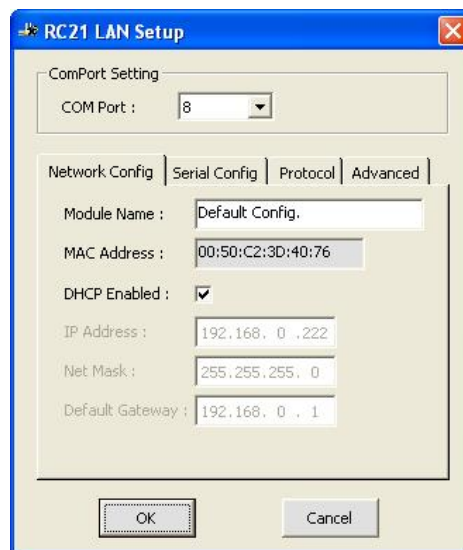 RC21 LAN Setup
ComPort Setting
COM Port : 8
Network Config Serial Config Protocol Advanced
Module Name : Default Config.
MAC Address : 00:50:C2:3D:40:76
DHCP Enabled :
IP Address : 192.168. 0 .222
Net Mask : 255.255.255. 0
Default Gateway : 192.168. 0 . 1
OK Cancel